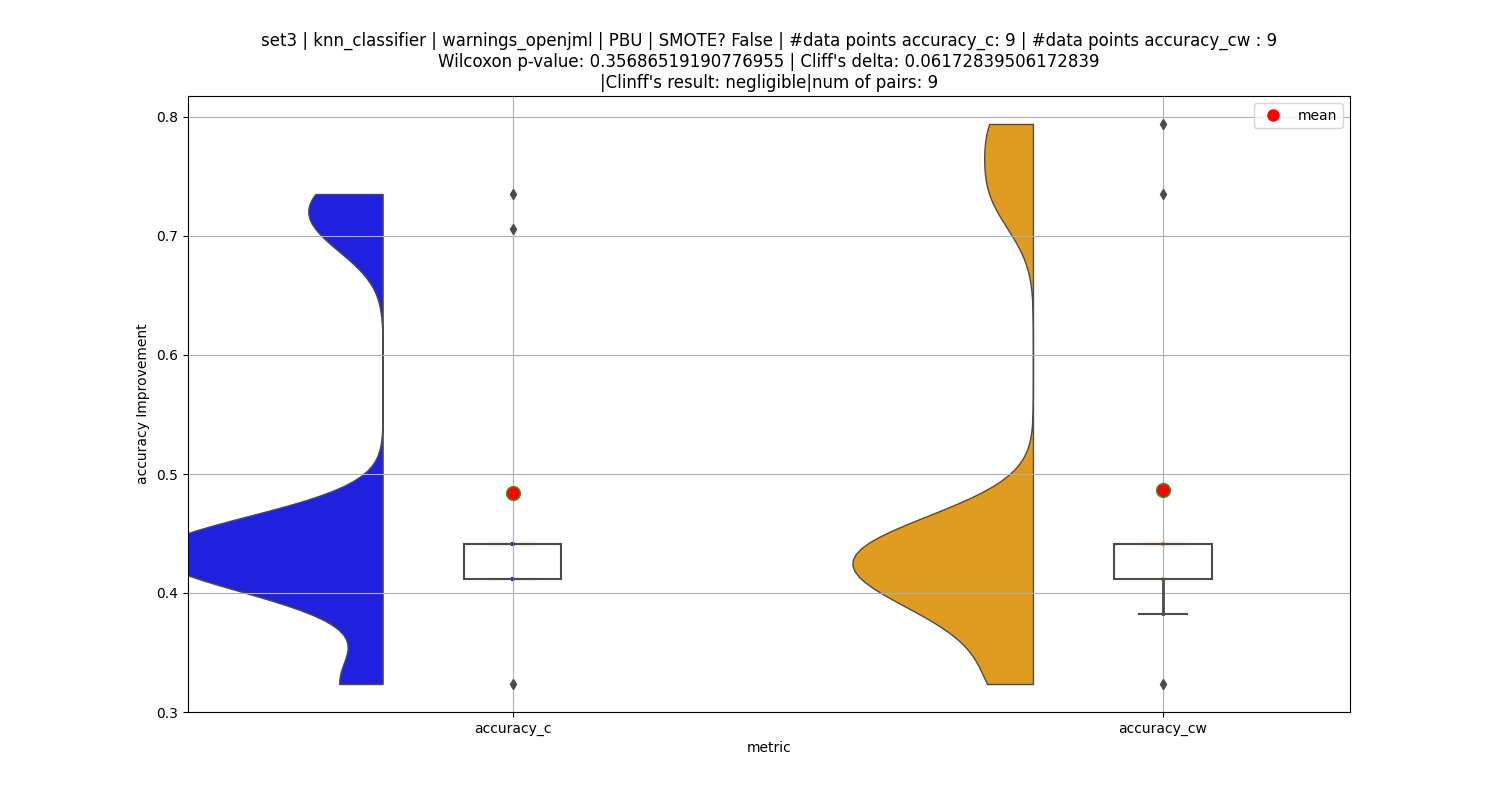 set3 | knn_classifier | warnings_openjml | PBU | SMOTE? False | #data points accuracy_c: 9 | #data points accuracy_cw : 9
Wilcoxon p-value: 0.35686519190776955 | Cliff's delta: 0.06172839506172839
|Clinff's result: negligible|num of pairs: 9
mean
0.8
0.7
0.6
0.5
0.4
0.3
accuracy Improvement
accuracy_c
accuracy_cw
metric